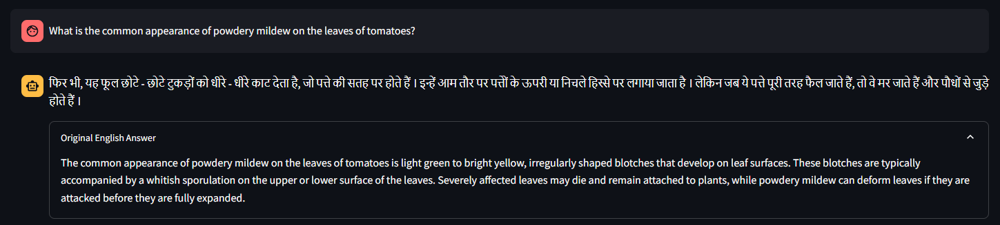 What is the common appearance of powdery mildew on the leaves of tomatoes?
फिर भी, यह फूल छोटे - छोटे टुकड़ों को धीरे - धीरे काट देता है, जो पत्ते की सतह पर होते हैं । इन्हें आम तौर पर पत्तों के ऊपरी या निचले हिस्से पर लगाया जाता है । लेकिन जब ये पत्ते पूरी तरह फैल जाते हैं, तो वे मर जाते हैं और पौधों से जुड़े
होते हैं ।
Original English Answer
The common appearance of powdery mildew on the leaves of tomatoes is light green to bright yellow, irregularly shaped blotches that develop on leaf surfaces. These blotches are typically
accompanied by a whitish sporulation on the upper or lower surface of the leaves. Severely affected leaves may die and remain attached to plants, while powdery mildew can deform leaves if they are
attacked before they are fully expanded.